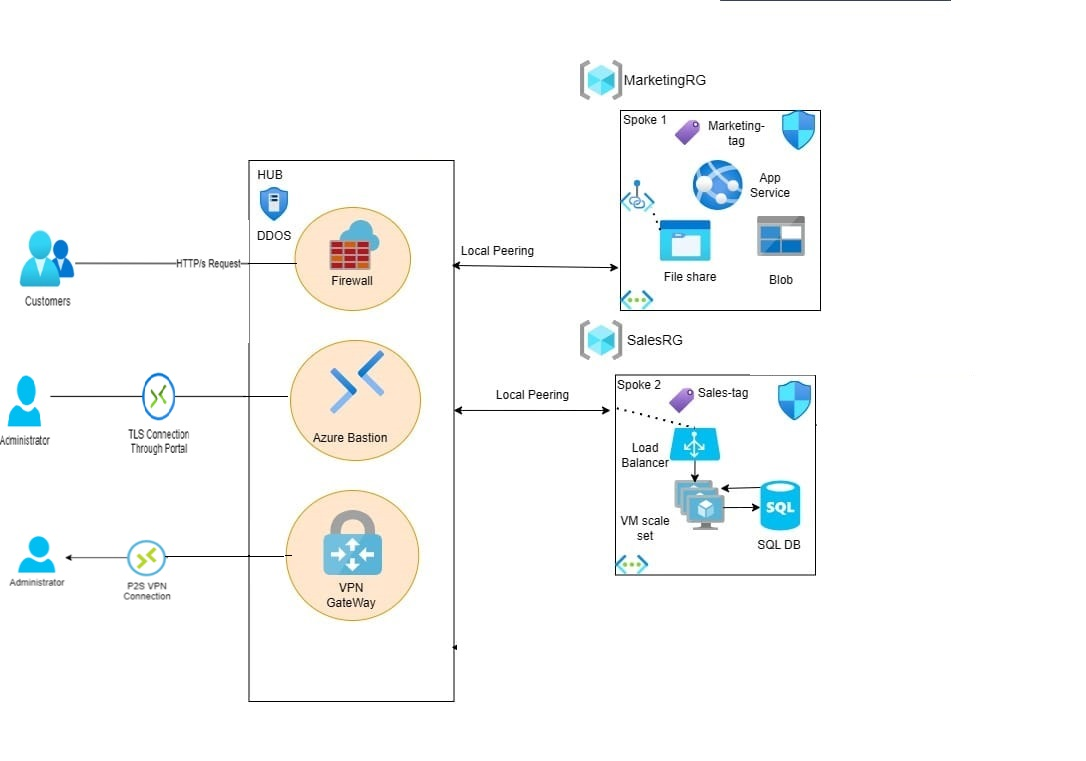 MarketingRG
Spoke 1
Marketing-
tag
App
Service
File share
Blob
HUB
DDOS
Firewall
Local Peering
HTTP/s Request
Customers
SalesRG
Spoke 2
Sales-tag
Local Peering
Load
Balancer
VM scale
set
SQL
SQL DB
Azure Bastion
Administrator
TLS Connection
Through Portal
VPN
GateWay
Administrator
P2S VPN
Connection